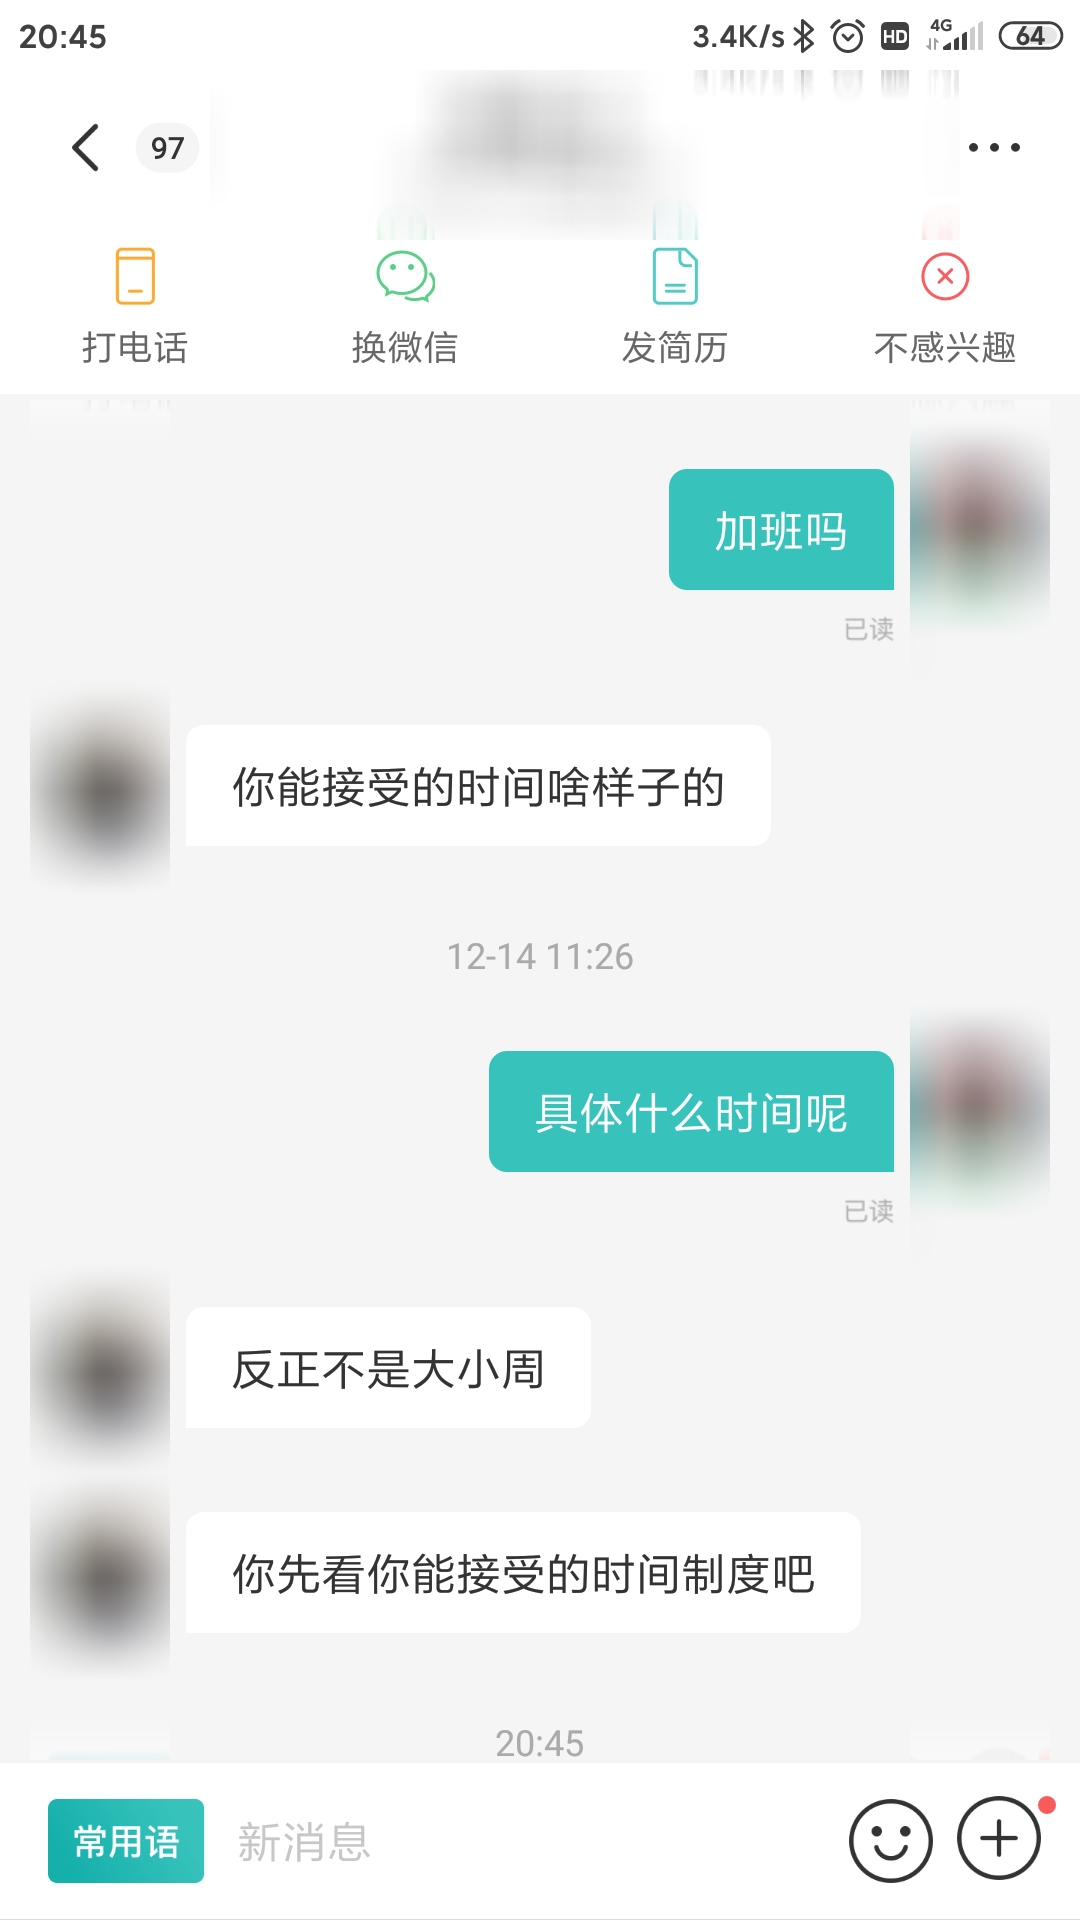 20:45
3.4K/s HD 4G 64
97
打电话 换微信 发简历 不感兴趣
加班吗
已读
你能接受的时间啥样子的
12-14 11:26
具体什么时间呢
已读
反正不是大小周
你先看你能接受的时间制度吧
20:45
常用语 新消息